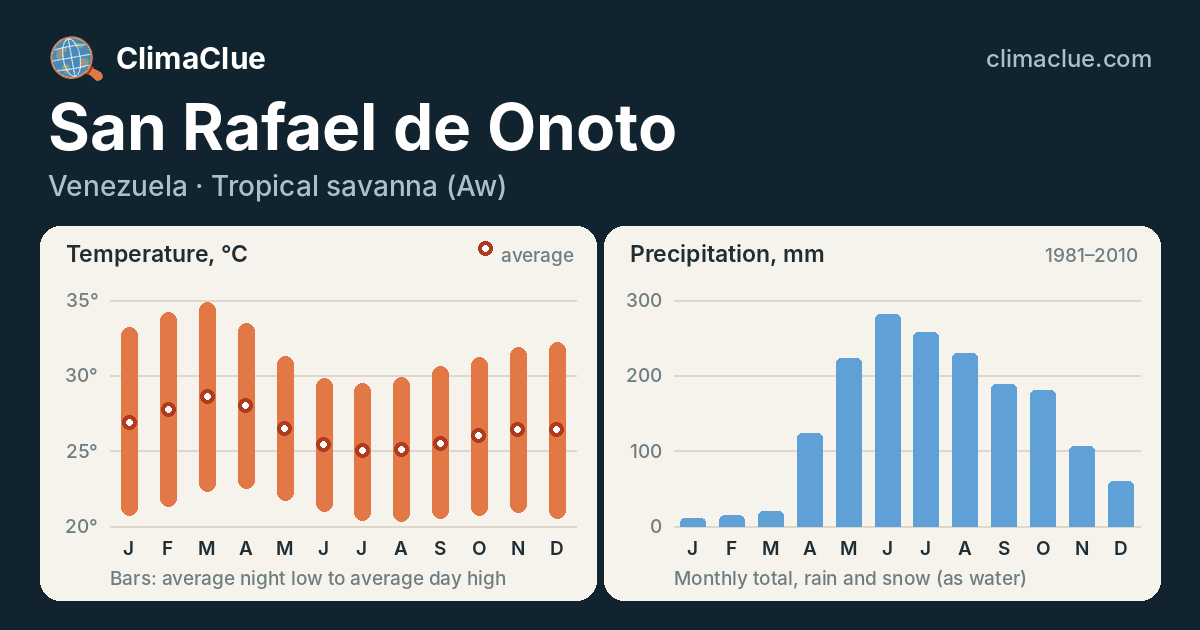 ClimaClue
climaclue.com
San Rafael de Onoto
Venezuela · Tropical savanna (Aw)
Temperature, °C
average
35°
30°
25°
20°
J F M A M J J A S O N D
Bars: average night low to average day high
Precipitation, mm
1981–2010
300
200
100
0
J F M A M J J A S O N D
Monthly total, rain and snow (as water)